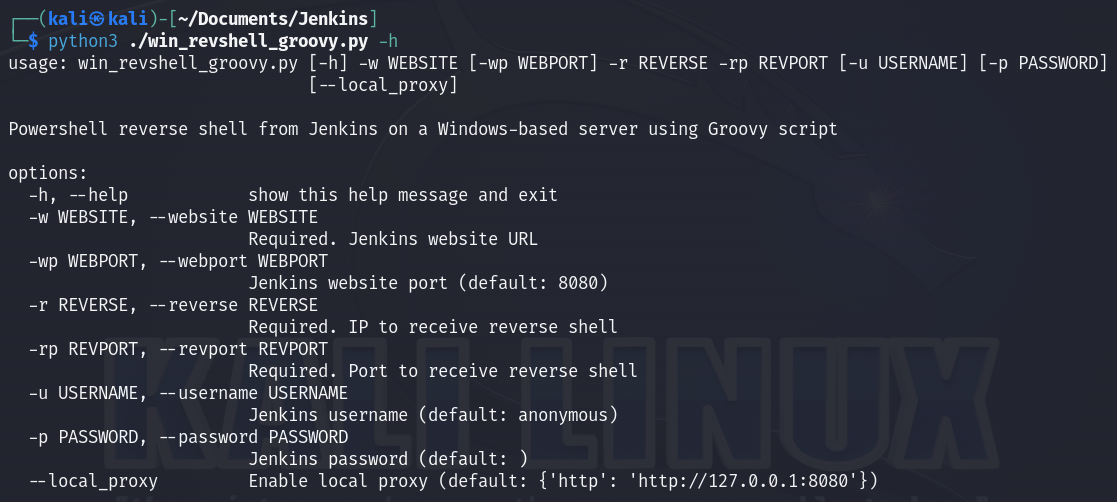 ┌──(kali㉿kali)-[~/Documents/Jenkins]
└─$ python3 ./win_revshell_groovy.py -h
usage: win_revshell_groovy.py [-h] -w WEBSITE [-wp WEBPORT] -r REVERSE -rp REVPORT [-u USERNAME] [-p PASSWORD]
                              [--local_proxy]

Powershell reverse shell from Jenkins on a Windows-based server using Groovy script

options:
  -h, --help            show this help message and exit
  -w WEBSITE, --website WEBSITE
                        Required. Jenkins website URL
  -wp WEBPORT, --webport WEBPORT
                        Jenkins website port (default: 8080)
  -r REVERSE, --reverse REVERSE
                        Required. IP to receive reverse shell
  -rp REVPORT, --revport REVPORT
                        Required. Port to receive reverse shell
  -u USERNAME, --username USERNAME
                        Jenkins username (default: anonymous)
  -p PASSWORD, --password PASSWORD
                        Jenkins password (default: )
  --local_proxy         Enable local proxy (default: {'http': 'http://127.0.0.1:8080'})
KALI LINUX